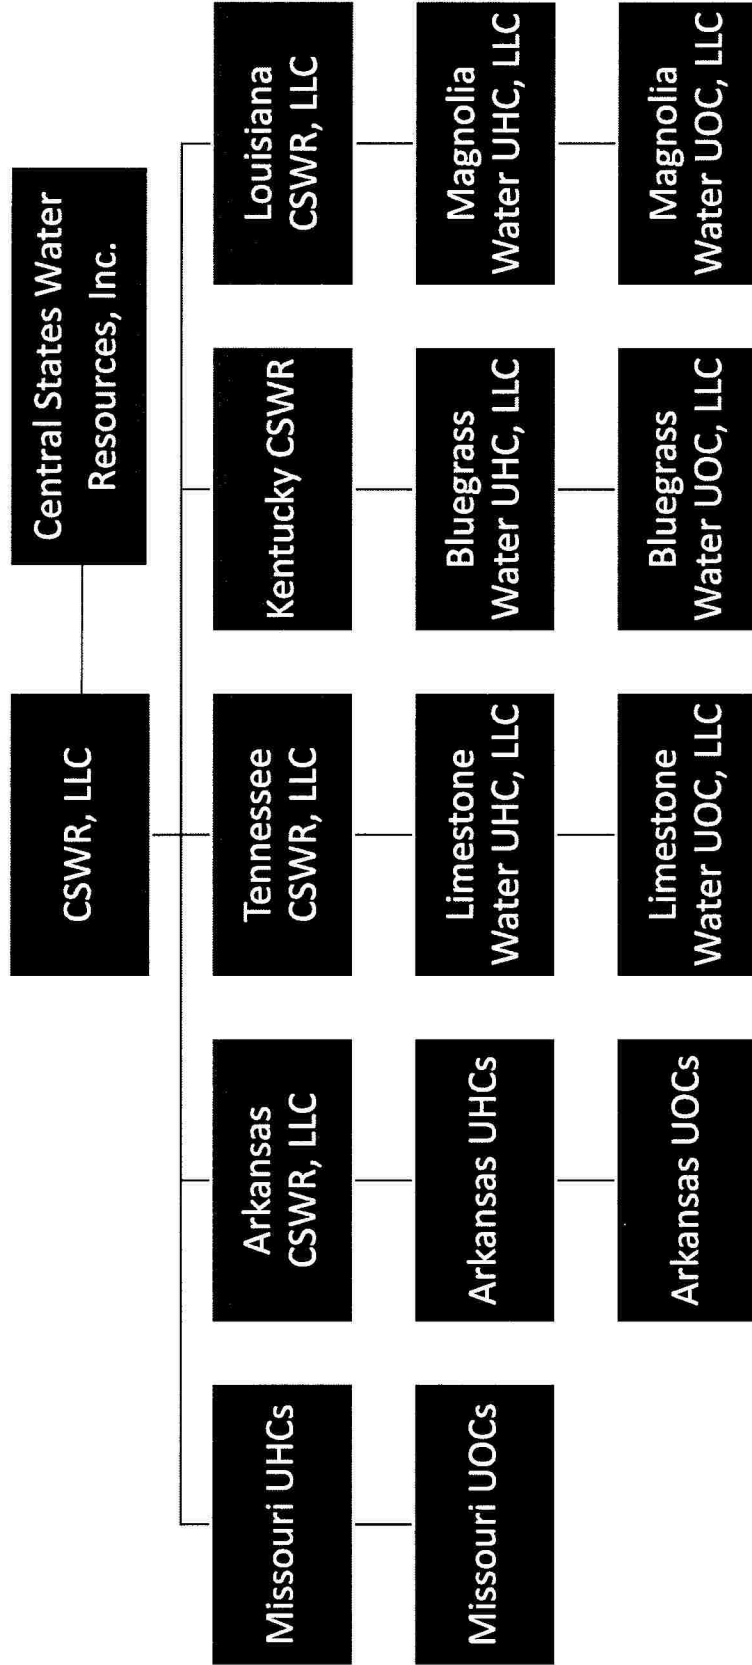 CSWR, LLC
Central States Water
Resources, Inc.
Missouri UHCs
Arkansas
CSWR, LLC
Tennessee
CSWR, LLC
Kentucky CSWR
Louisiana
CSWR, LLC
Missouri UOCs
Arkansas UHCs
Limestone
Water UHC, LLC
Bluegrass
Water UHC, LLC
Magnolia
Water UHC, LLC
Arkansas UOCs
Limestone
Water UOC, LLC
Bluegrass
Water UOC, LLC
Magnolia
Water UOC, LLC